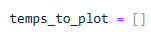 temps_to_plot = []